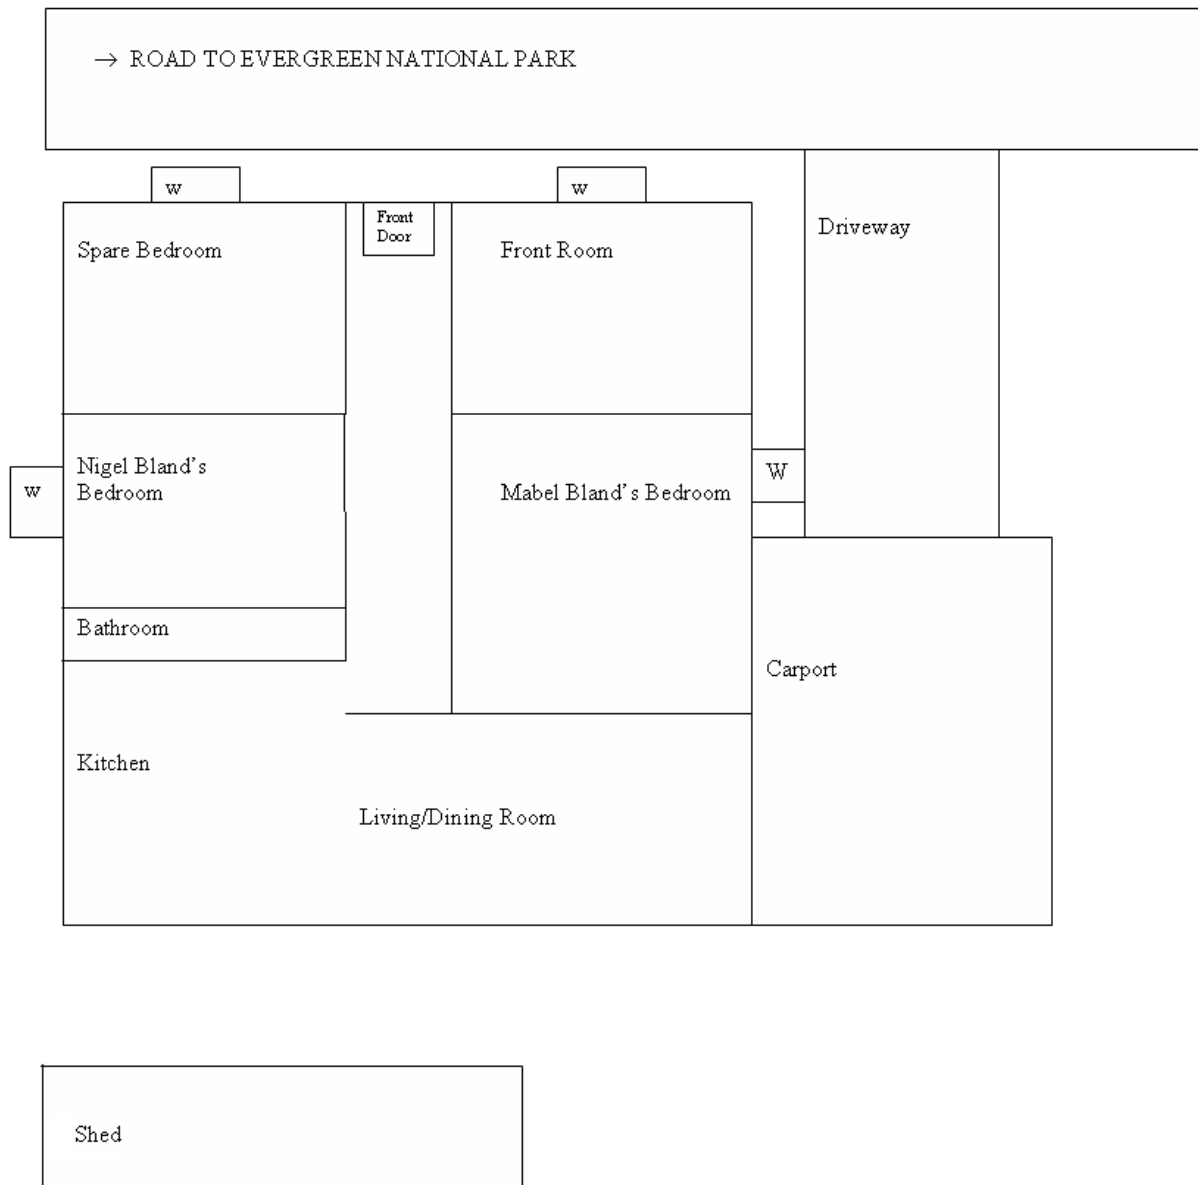 → ROAD TO EVERGREEN NATIONAL PARK
w
w
Front
Door
Driveway
Spare Bedroom
Front Room
Nigel Bland's
Bedroom
w
Mabel Bland's Bedroom
W
Bathroom
Carport
Kitchen
Living/Dining Room
Shed